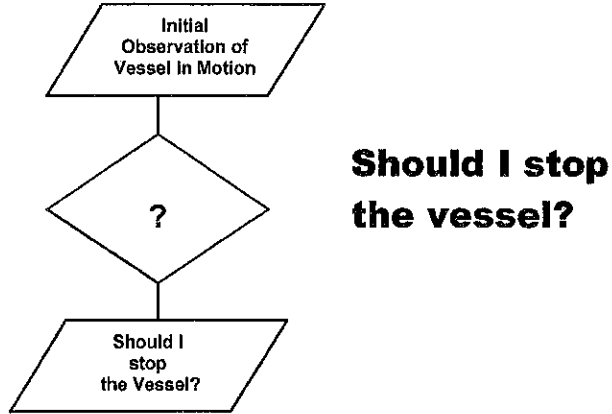 Initial
Observation of
Vessel In Motion
?
Should I stop
the vessel?
Should I
stop
the Vessel?